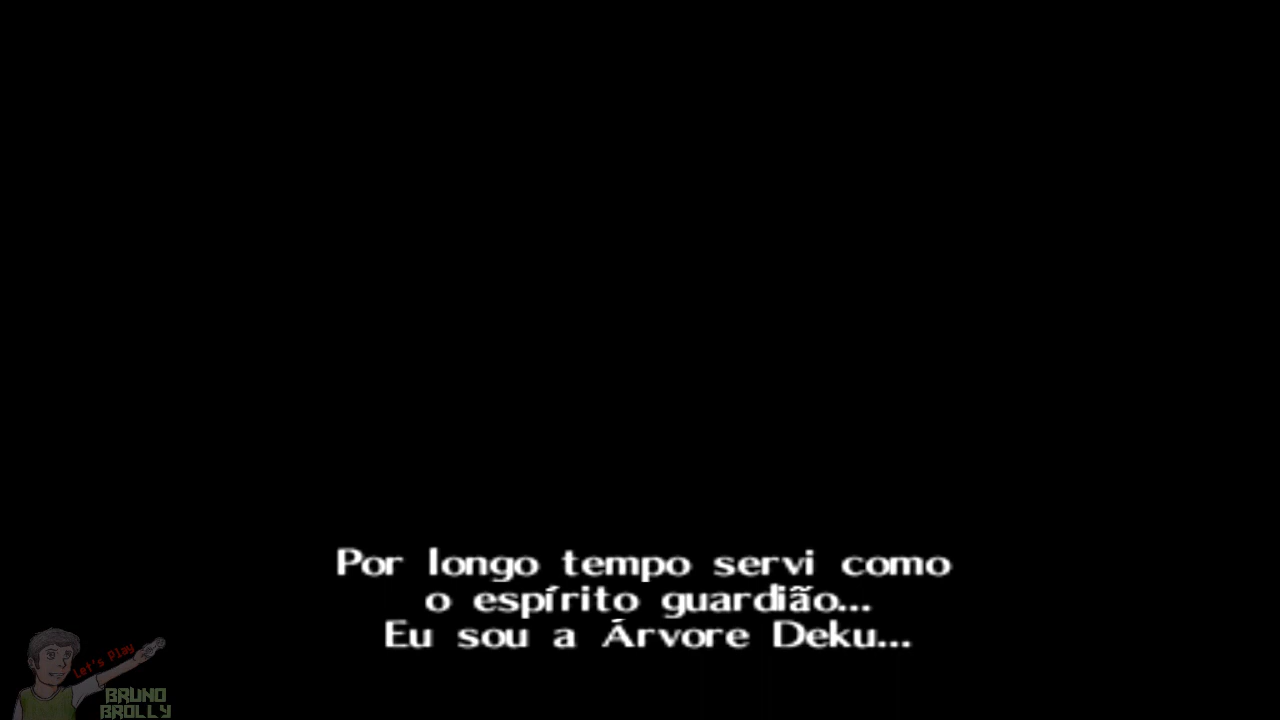 Por longo tempo servi como
o espírito guardião...
Eu sou a Árvore Deku...
Let's Play
BRUNO
BROLLY